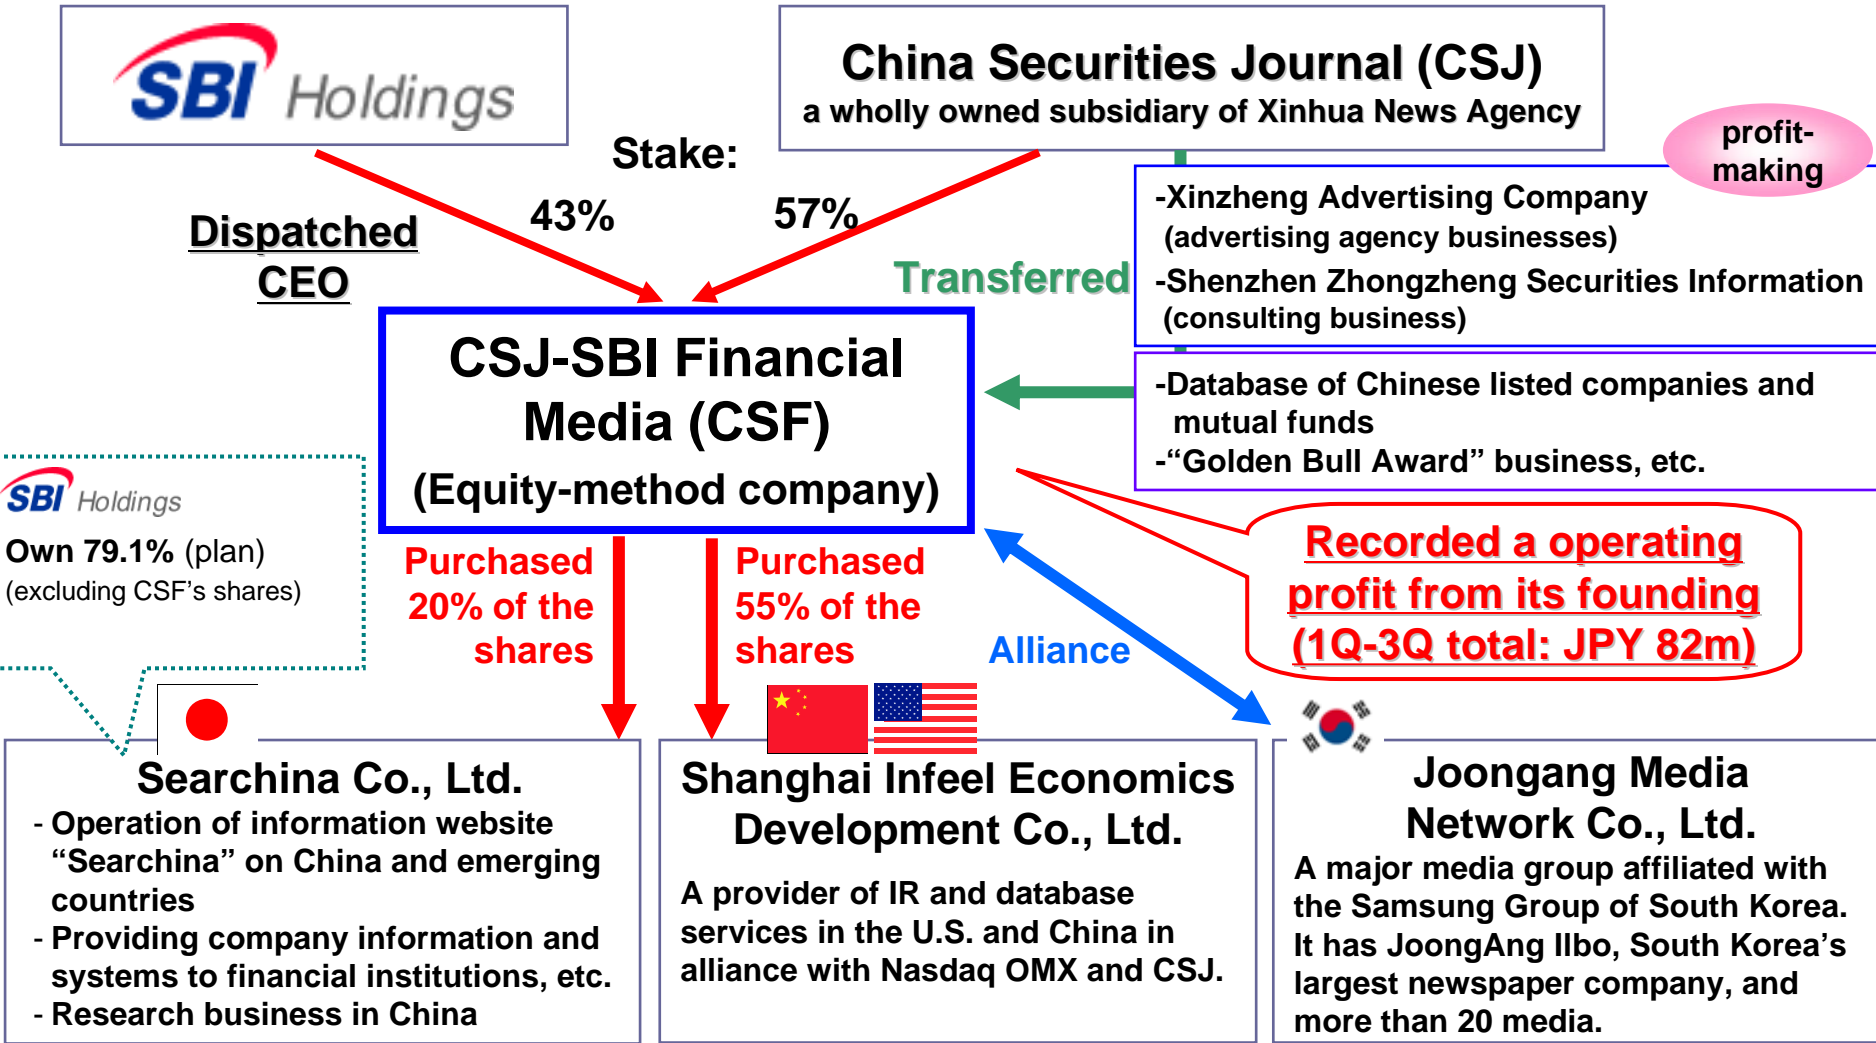 SBI Holdings
China Securities Journal (CSJ)
a wholly owned subsidiary of Xinhua News Agency
profit-
making
Stake:
43%
57%
Dispatched
CEO
Transferred
-Xinzheng Advertising Company
(advertising agency businesses)
-Shenzhen Zhongzheng Securities Information
(consulting business)
-Database of Chinese listed companies and
mutual funds
-“Golden Bull Award” business, etc.
CSJ-SBI Financial
Media (CSF)
(Equity-method company)
SBI Holdings
Own 79.1% (plan)
(excluding CSF’s shares)
Purchased
20% of the
shares
Purchased
55% of the
shares
Alliance
Recorded a operating
profit from its founding
(1Q-3Q total: JPY 82m)
Searchina Co., Ltd.
- Operation of information website
“Searchina” on China and emerging
countries
- Providing company information and
systems to financial institutions, etc.
- Research business in China
Shanghai Infeel Economics
Development Co., Ltd.
A provider of IR and database
services in the U.S. and China in
alliance with Nasdaq OMX and CSJ.
Joongang Media
Network Co., Ltd.
A major media group affiliated with
the Samsung Group of South Korea.
It has JoongAng Ilbo, South Korea’s
largest newspaper company, and
more than 20 media.